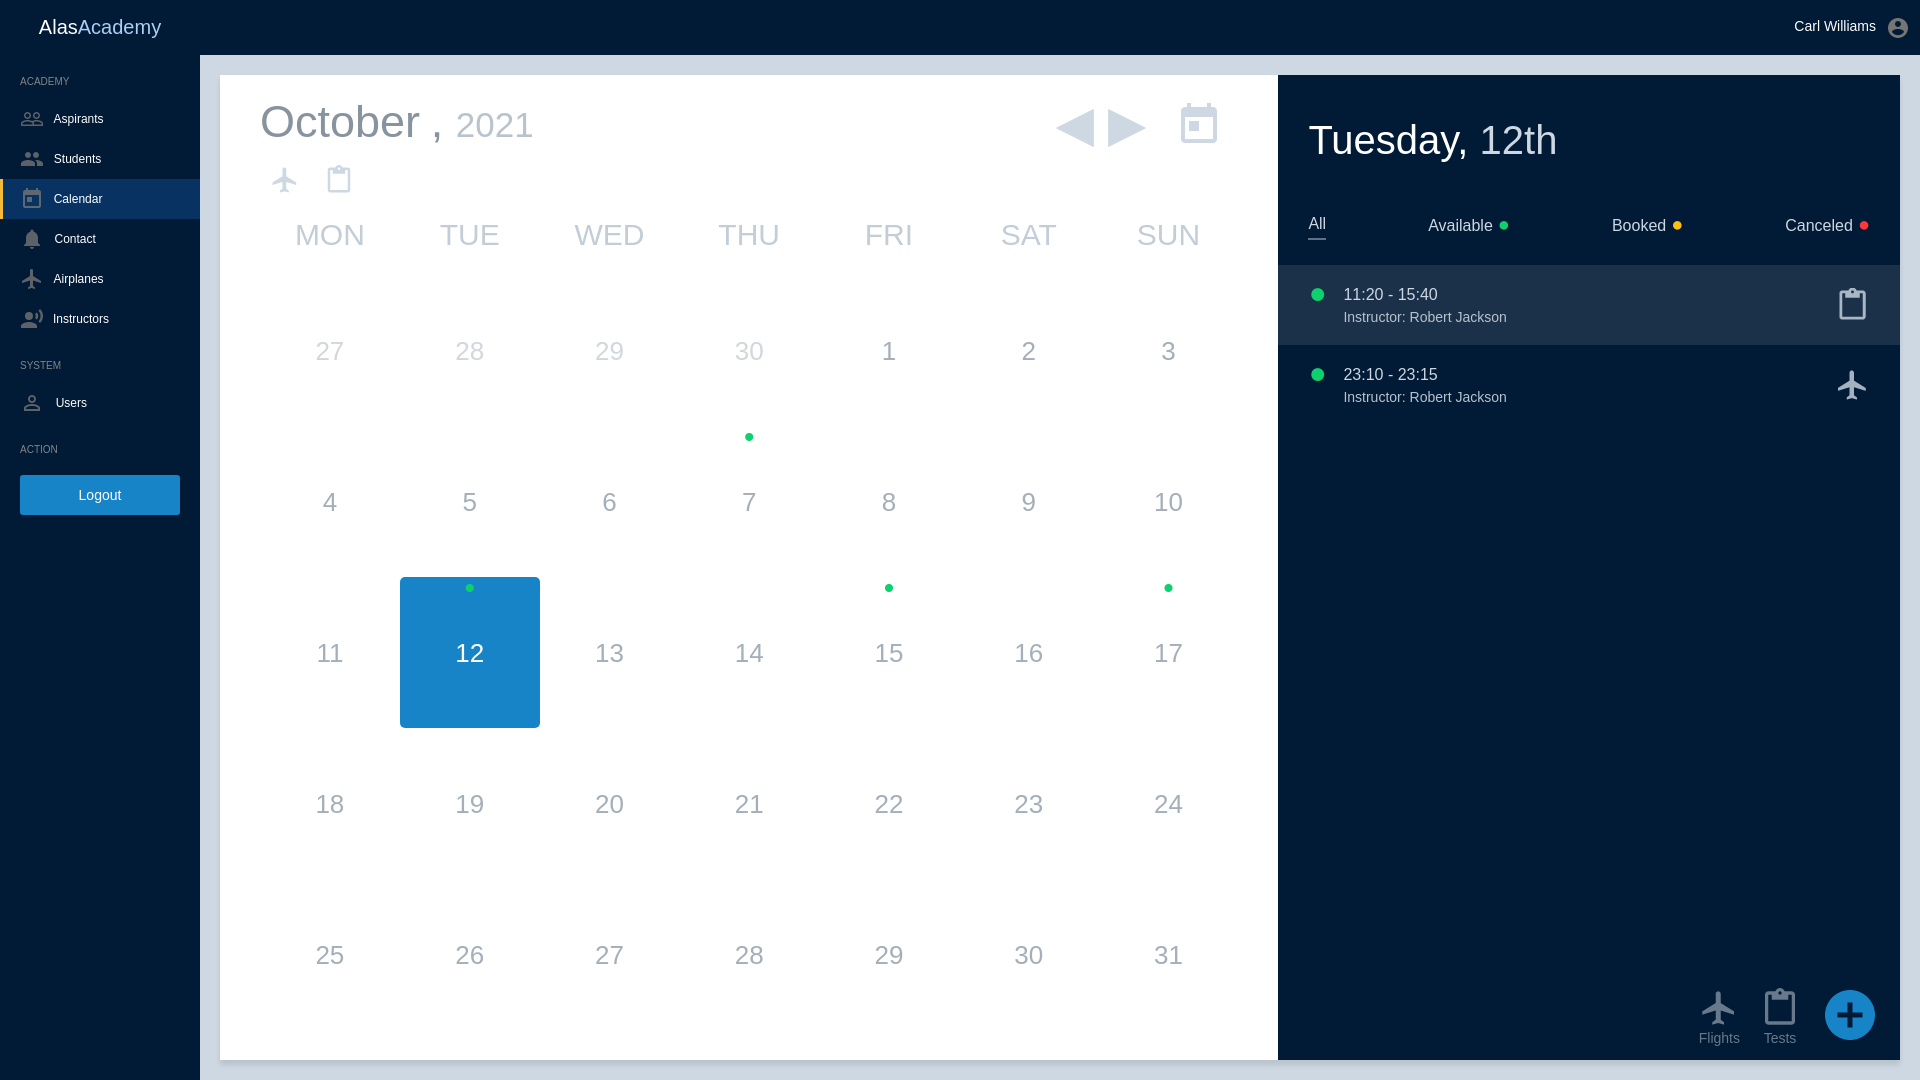 AlasAcademy
Carl Williams
ACADEMY
Aspirants
Students
Calendar
Contact
Airplanes
Instructors
SYSTEM
Users
ACTION
Logout
October , 2021
MON TUE WED THU FRI SAT SUN
27 28 29 30 1 2 3
4 5 6 7 8 9 10
11 12 13 14 15 16 17
18 19 20 21 22 23 24
25 26 27 28 29 30 31
Tuesday, 12th
All Available Booked Canceled
11:20 - 15:40
Instructor: Robert Jackson
23:10 - 23:15
Instructor: Robert Jackson
Flights Tests